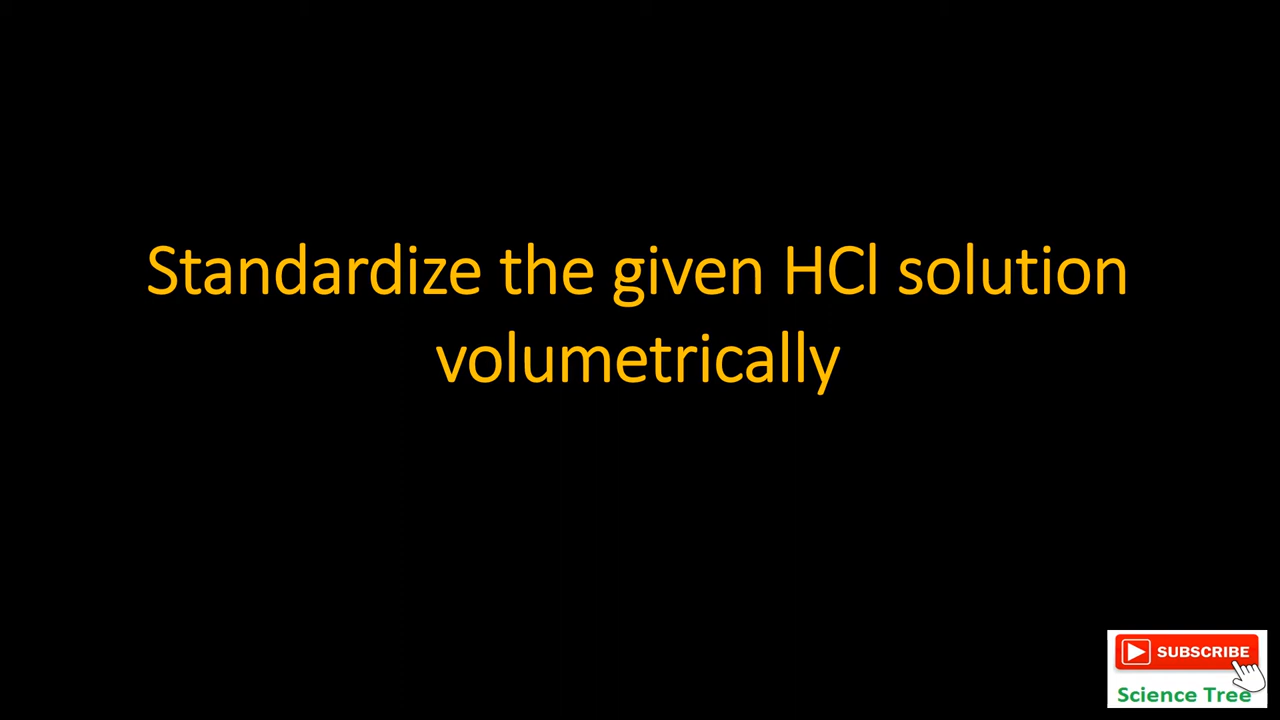 Standardize the given HCl solution
volumetrically
SUBSCRIBE
Science Tree